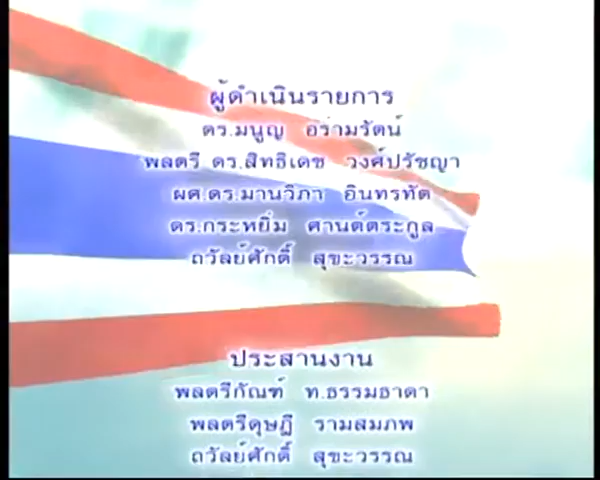 ผู้ดำเนินรายการ
ดร.มนูญ อร่ามรัตน์
พลตรี ดร.สิทธิเดช วงศ์ปรัชญา
ผศ.ดร.มานวิภา อินทรทัต
ดร.กระหยิ่ม ศานต์ตระกูล
ถวัลย์ศักดิ์ สุขะวรรณ
ประสานงาน
พลตรีกัณฑ์ ท.ธรรมธาดา
พลตรีดุษฎี รามสมภพ
ถวัลย์ศักดิ์ สุขะวรรณ